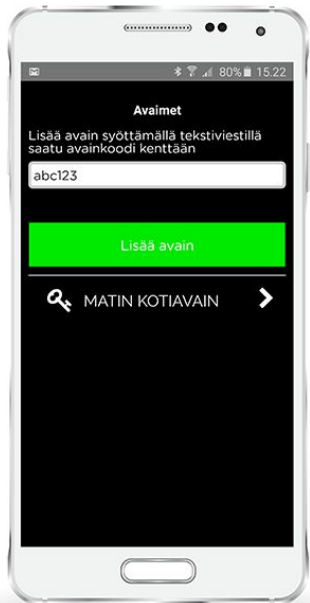 80% 15.22
Avaimet
Lisää avain syöttämällä tekstiviestillä
saatu avainkoodi kenttään
abc123
Lisää avain
MATIN KOTIAVAIN